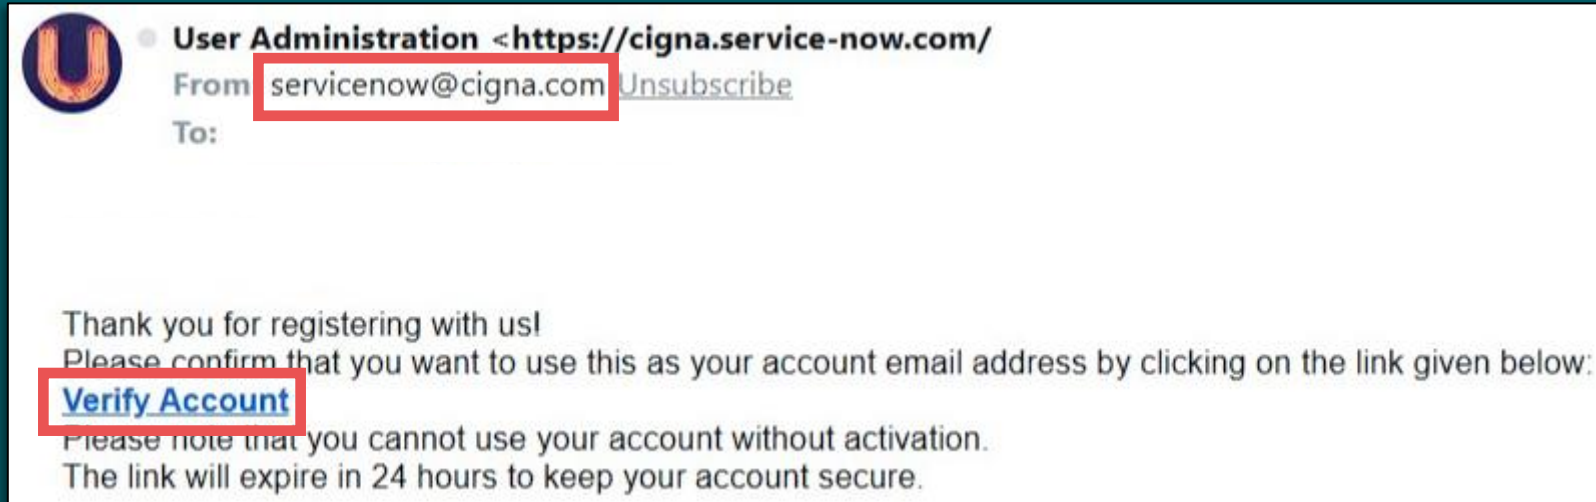 User Administration <https://cigna.service-now.com/
From servicenow@cigna.com Unsubscribe
To:
Thank you for registering with us!
Please confirm that you want to use this as your account email address by clicking on the link given below:
Verify Account
Please note that you cannot use your account without activation.
The link will expire in 24 hours to keep your account secure.